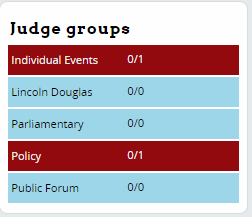 Judge groups
Individual Events 0/1
Lincoln Douglas 0/0
Parliamentary 0/0
Policy 0/1
Public Forum 0/0